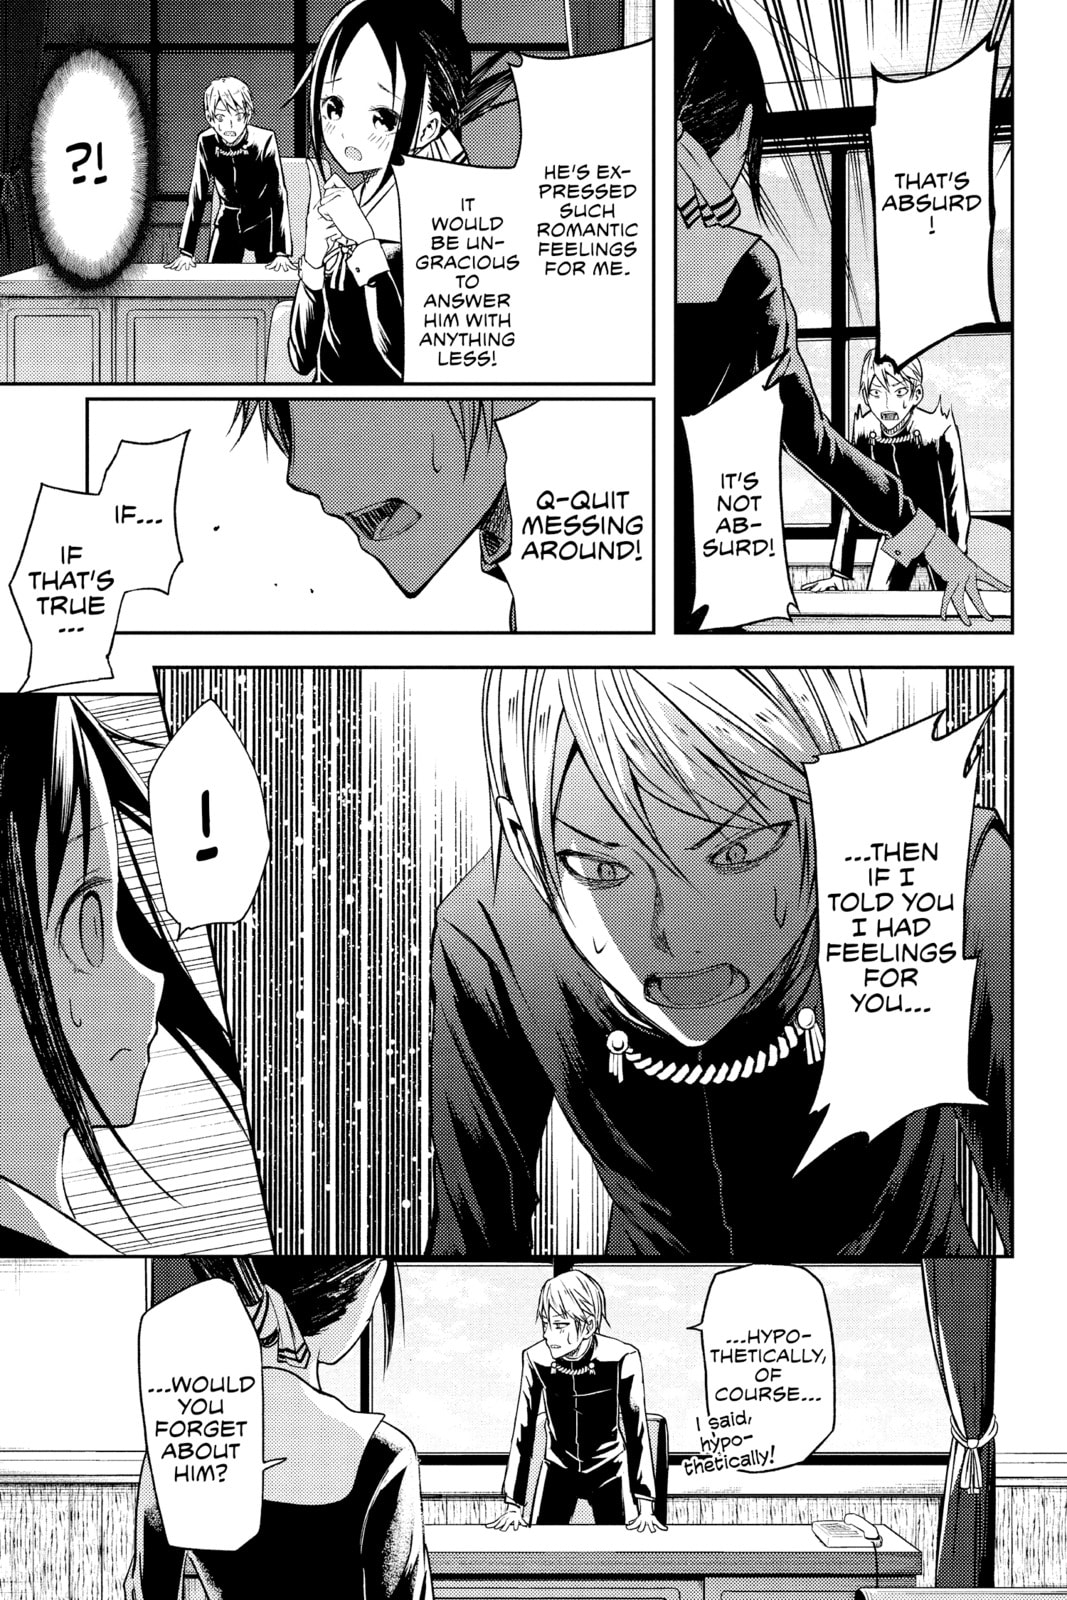 THAT'S
ABSURD
!
IT'S
NOT
AB-
SURD!
HE'S EX-
PRESSED
SUCH
ROMANTIC
FEELINGS
FOR ME.
IT
WOULD
BE UN-
GRACIOUS
TO
ANSWER
HIM WITH
ANYTHING
LESS!
?!
Q-QUIT
MESSING
AROUND!
IF...
IF
THAT'S
TRUE
...
...THEN
IF I
TOLD YOU
I HAD
FEELINGS
FOR
YOU...
!
...HYPO-
THETICALLY,
OF
COURSE...
I said,
hypo-
thetically!
...WOULD
YOU
FORGET
ABOUT
HIM?